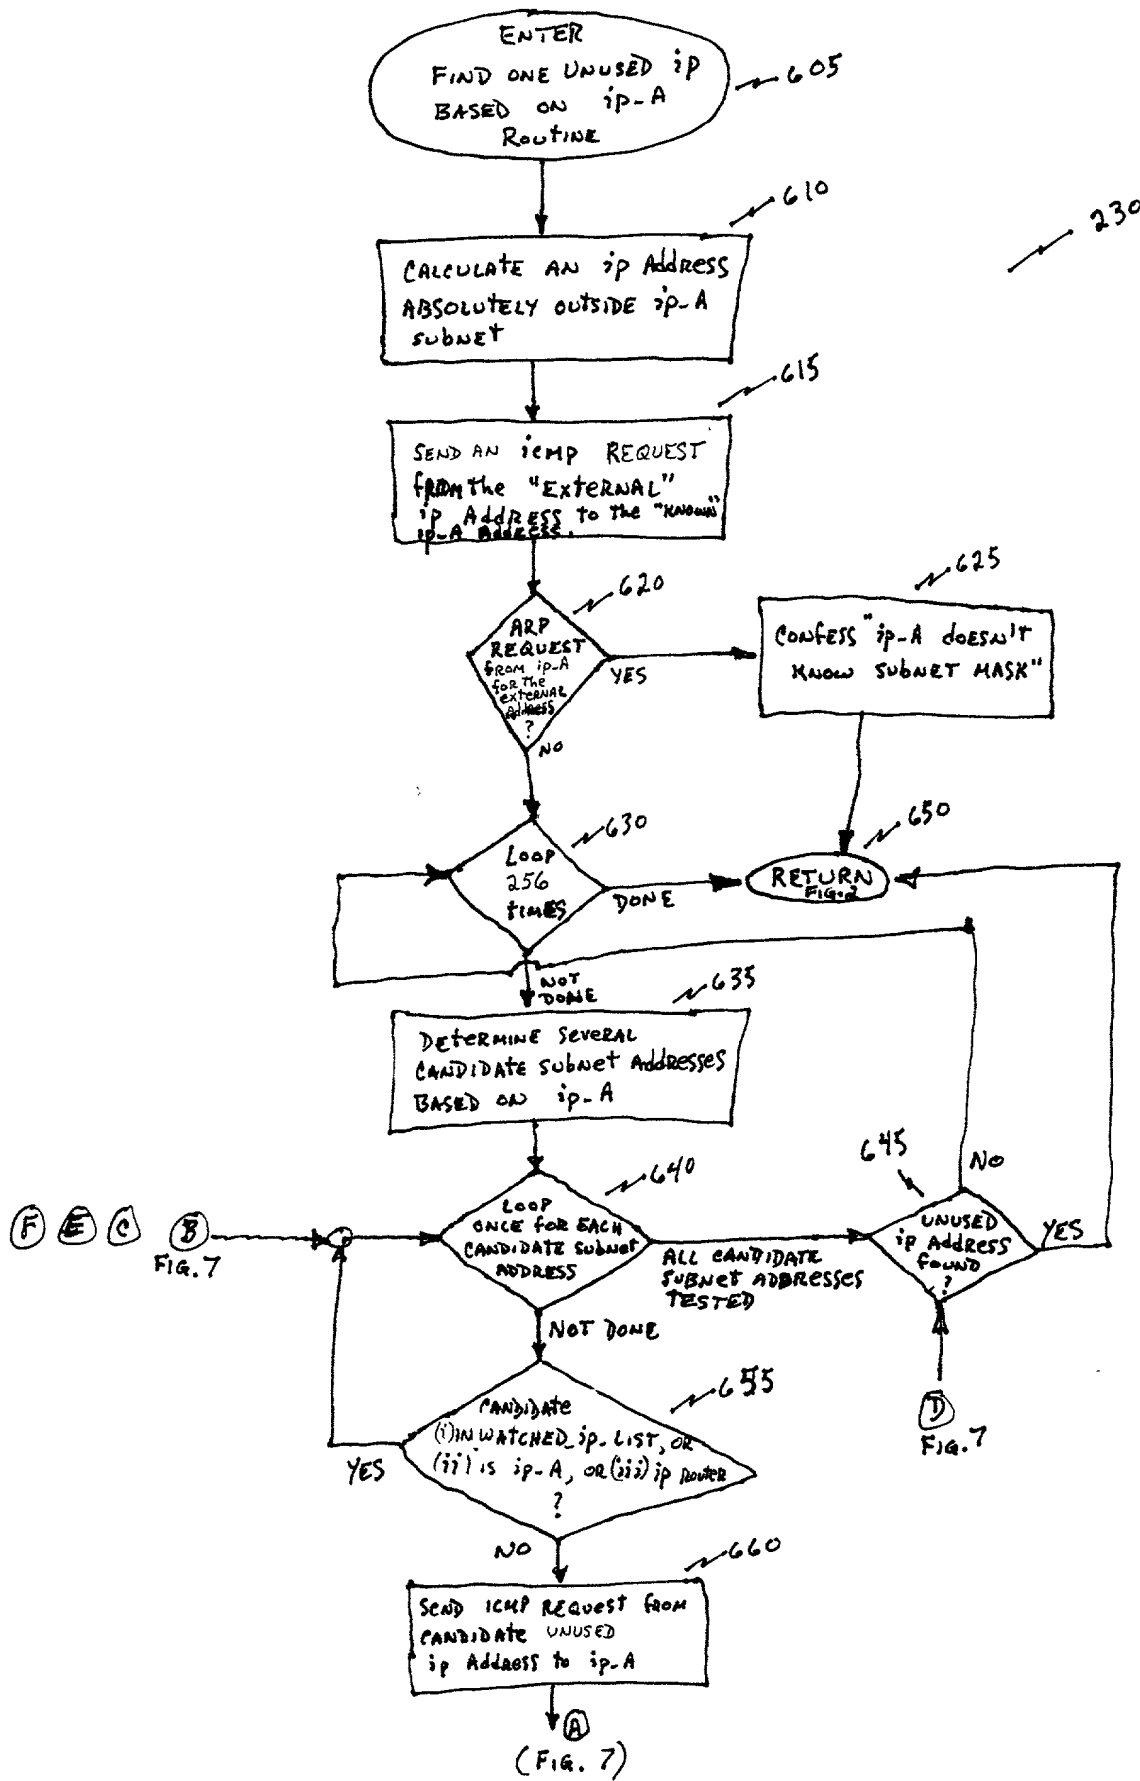 ENTER
FIND ONE UNUSED ip
BASED ON ip-A
ROUTINE
605
610
230
CALCULATE AN ip Address
ABSOLUTELY OUTSIDE ip-A
SUBNET
615
SEND AN icmp REQUEST
FROM the "EXTERNAL"
ip ADDRESS to the "KNOWN"
ip-A ADDRESS.
620
625
ARP
REQUEST
FROM ip-A
for the
external
Address
?
YES
NO
CONFESS "ip-A doesn't
KNOW SUBNET MASK"
630
650
LOOP
256
times
DONE
RETURN
FIG.2
NOT
DONE
635
DETERMINE SEVERAL
CANDIDATE SUBNET Addresses
BASED ON ip-A
640
645
NO
LOOP
ONCE FOR EACH
CANDIDATE SUBNET
ADDRESS
F E C B
FIG. 7
ALL CANDIDATE
SUBNET ADDRESSES
TESTED
UNUSED
ip Address
FOUND
?
YES
NOT DONE
D
FIG. 7
655
CANDIDATE
(i) IN WATCHED_ip_LIST, OR
(ii) is ip-A, OR (iii) ip ROUTER
?
YES
NO
660
SEND ICMP REQUEST FROM
CANDIDATE UNUSED
ip Address to ip-A
A
(FIG. 7)